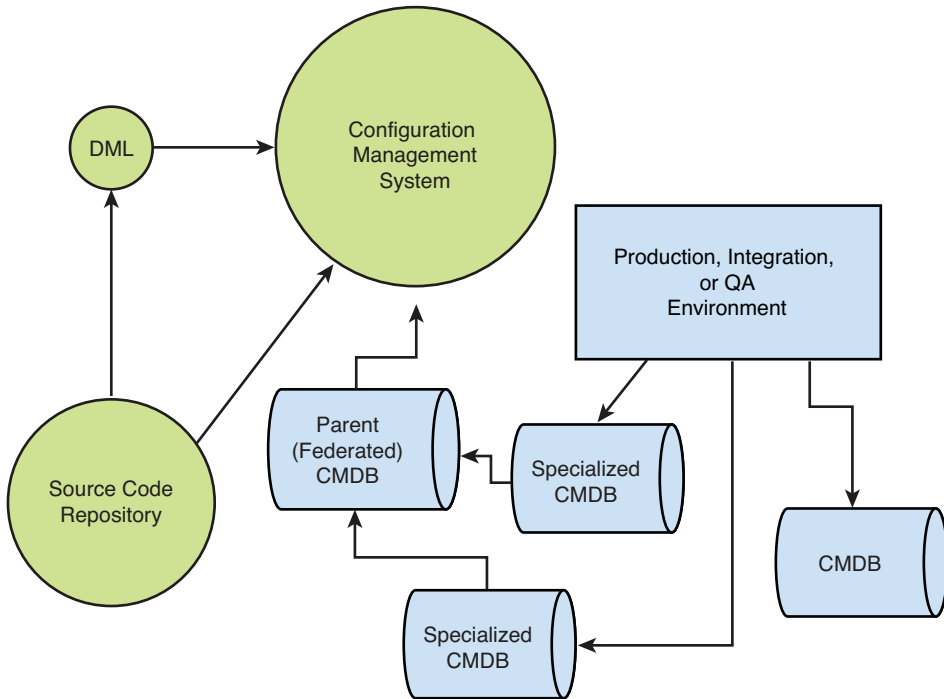 Configuration
Management
System
DML
Production, Integration,
or QA
Environment
Parent
(Federated)
CMDB
Specialized
CMDB
Source Code
Repository
CMDB
Specialized
CMDB